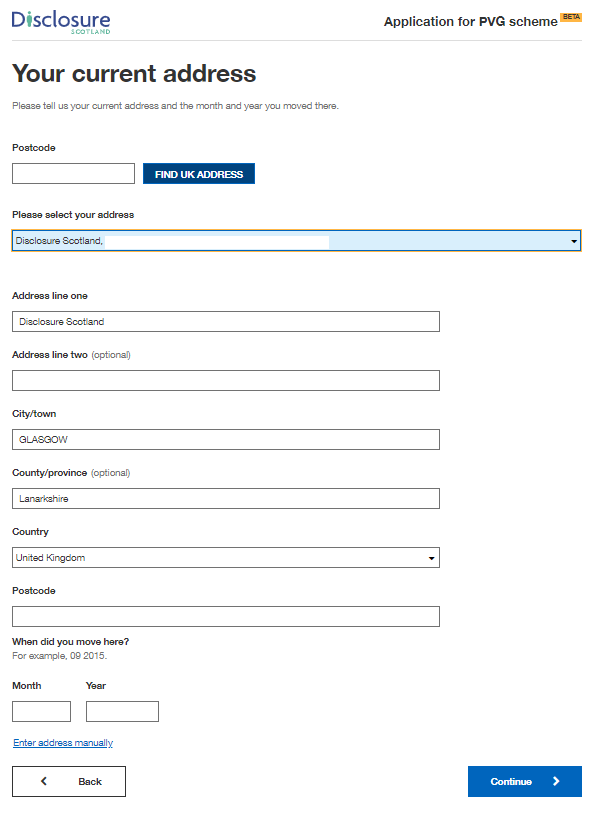 Disclosure
SCOTLAND
Application for PVG scheme BETA
Your current address
Please tell us your current address and the month and year you moved there.
Postcode
FIND UK ADDRESS
Please select your address
Disclosure Scotland,
Address line one
Disclosure Scotland
Address line two (optional)
City/town
GLASGOW
County/province (optional)
Lanarkshire
Country
United Kingdom
Postcode
When did you move here?
For example, 09 2015.
Month Year
Enter address manually
Back Continue